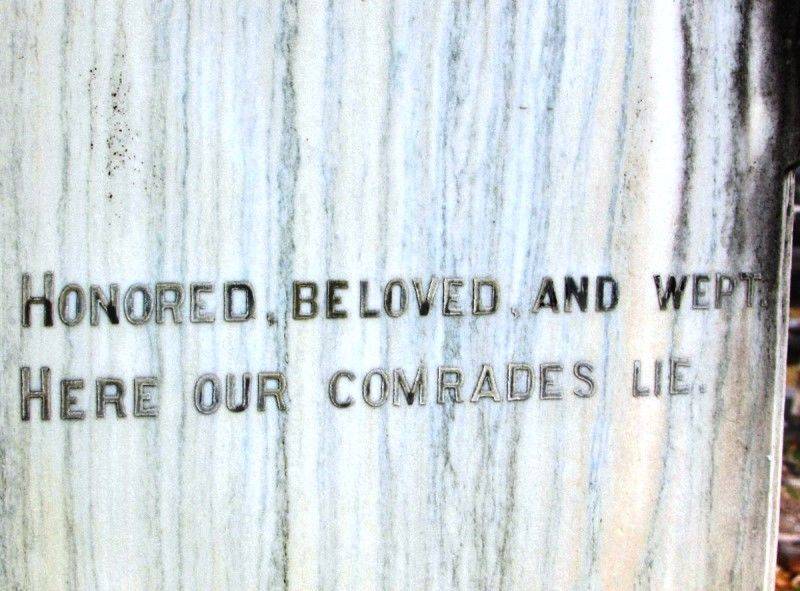 HONORED, BELOVED, AND WEPT.
HERE OUR COMRADES LIE.